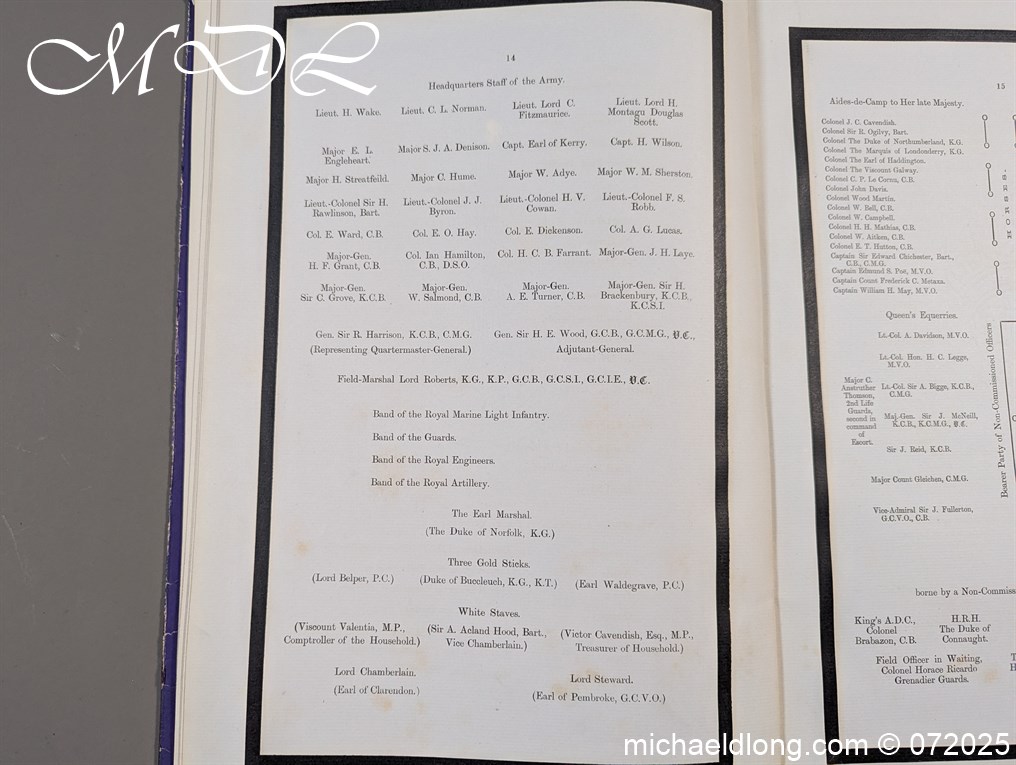 MDL
14
Headquarters Staff of the Army.
Lieut. H. Wake. Lieut. C. L. Norman. Lieut. Lord C. Fitzmaurice. Lieut. Lord H. Montagu Douglas Scott.
Major E. L. Engleheart. Major S. J. A. Denison. Capt. Earl of Kerry. Capt. H. Wilson.
Major H. Streatfeild. Major C. Hume. Major W. Adye. Major W. M. Sherston.
Lieut.-Colonel Sir H. Rawlinson, Bart. Lieut.-Colonel J. J. Byron. Lieut.-Colonel H. V. Cowan. Lieut.-Colonel F. S. Robb.
Col. E. Ward, C.B. Col. E. O. Hay. Col. E. Dickenson. Col. A. G. Lucas.
Major-Gen. H. F. Grant, C.B. Col. Ian Hamilton, C.B., D.S.O. Col. H. C. B. Farrant. Major-Gen. J. H. Laye.
Major-Gen. Sir C. Grove, K.C.B. Major-Gen. W. Salmond, C.B. Major-Gen. A. E. Turner, C.B. Major-Gen. Sir H. Brackenbury, K.C.B., K.C.S.I.
Gen. Sir R. Harrison, K.C.B., C.M.G. Gen. Sir H. E. Wood, G.C.B., G.C.M.G., V.C.,
(Representing Quartermaster-General.) Adjutant-General.
Field-Marshal Lord Roberts, K.G., K.P., G.C.B., G.C.S.I., G.C.I.E., V.C.
Band of the Royal Marine Light Infantry.
Band of the Guards.
Band of the Royal Engineers.
Band of the Royal Artillery.
The Earl Marshal.
(The Duke of Norfolk, K.G.)
Three Gold Sticks.
(Lord Belper, P.C.) (Duke of Buccleuch, K.G., K.T.) (Earl Waldegrave, P.C.)
White Staves.
(Viscount Valentia, M.P., Comptroller of the Household.) (Sir A. Acland Hood, Bart., Vice Chamberlain.) (Victor Cavendish, Esq., M.P., Treasurer of Household.)
Lord Chamberlain. Lord Steward.
(Earl of Clarendon.) (Earl of Pembroke, G.C.V.O.)
15
Aides-de-Camp to Her late Majesty.
Colonel J. C. Cavendish.
Colonel Sir R. Ogilvy, Bart.
Colonel The Duke of Northumberland, K.G.
Colonel The Marquis of Londonderry, K.G.
Colonel The Earl of Haddington.
Colonel The Viscount Galway.
Colonel C. P. Le Cornu, C.B.
Colonel John Davis.
Colonel Wood Martin.
Colonel W. Bell, C.B.
Colonel W. Campbell.
Colonel H. H. Mathias, C.B.
Colonel W. Aitken, C.B.
Colonel E. T. Hutton, C.B.
Captain Sir Edward Chichester, Bart.,
C.B., C.M.G.
Captain Edmund S. Poe, M.V.O.
Captain Count Frederick C. Metaxa.
Captain William H. May, M.V.O.
HORSES.
Queen's Equerries.
Lt.-Col. A. Davidson, M.V.O.
Lt.-Col. Hon. H. C. Legge,
M.V.O.
Major C. Anstruther Thomson, 2nd Life Guards, second in command of Escort.
Lt.-Col. Sir A. Bigge, K.C.B.,
C.M.G.
Maj.-Gen. Sir J. McNeill,
K.C.B., K.C.M.G., V.C.
Sir J. Reid, K.C.B.
Major Count Gleichen, C.M.G.
Vice-Admiral Sir J. Fullerton,
G.C.V.O., C.B.
Bearer Party of Non-Commissioned Officers
borne by a Non-Commiss
King's A.D.C., Colonel Brabazon, C.B.
H.R.H. The Duke of Connaught.
Field Officer in Waiting,
Colonel Horace Ricardo
Grenadier Guards.
michaeldlong.com © 072025